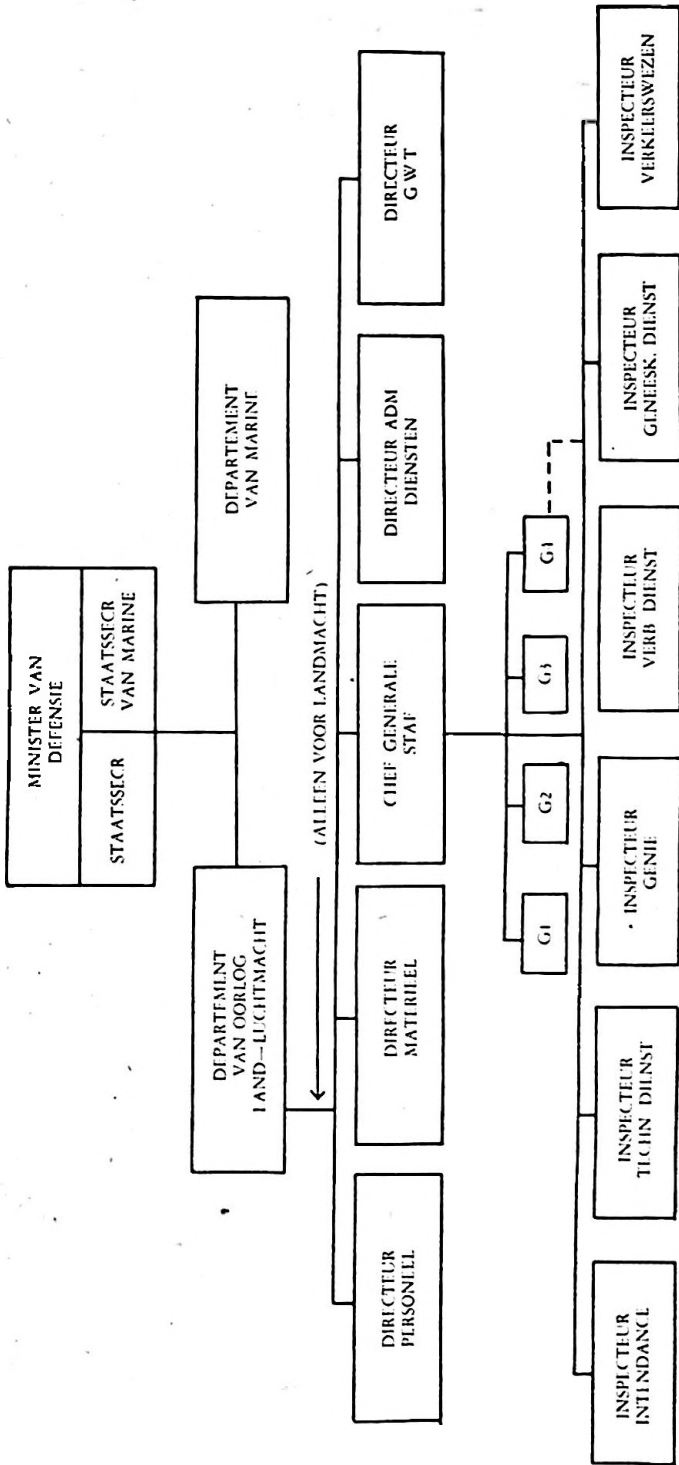 MINISTER VAN
DEFENSIE
STAATSSECR
STAATSSECR
VAN MARINE
DEPARTEMENT
VAN OORLOG
LAND—LUCHTMACHT
DEPARTEMENT
VAN MARINE
(ALLEEN VOOR LANDMACHT)
DIRECTEUR
PERSONEEL
DIRECTEUR
MATERIEEL
CHEF GENERALE
STAF
DIRECTEUR ADM
DIENSTEN
DIRECTEUR
G W T
G1
G2
G3
G4
INSPECTEUR
INTENDANCE
INSPECTEUR
TECHN DIENST
INSPECTEUR
GENIE
INSPECTEUR
VERB DIENST
INSPECTEUR
GENEESK. DIENST
INSPECTEUR
VERKEERSWEZEN